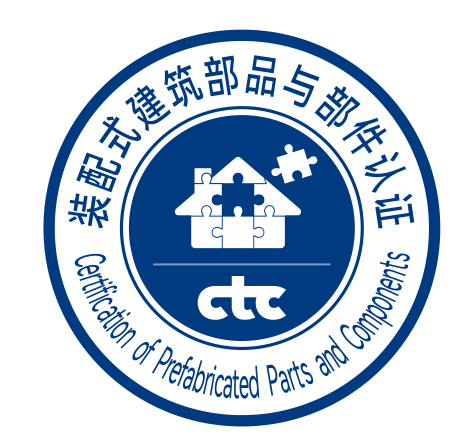 装配式建筑部品与部件认证
ctc
Certification of Prefabricated Parts and Components